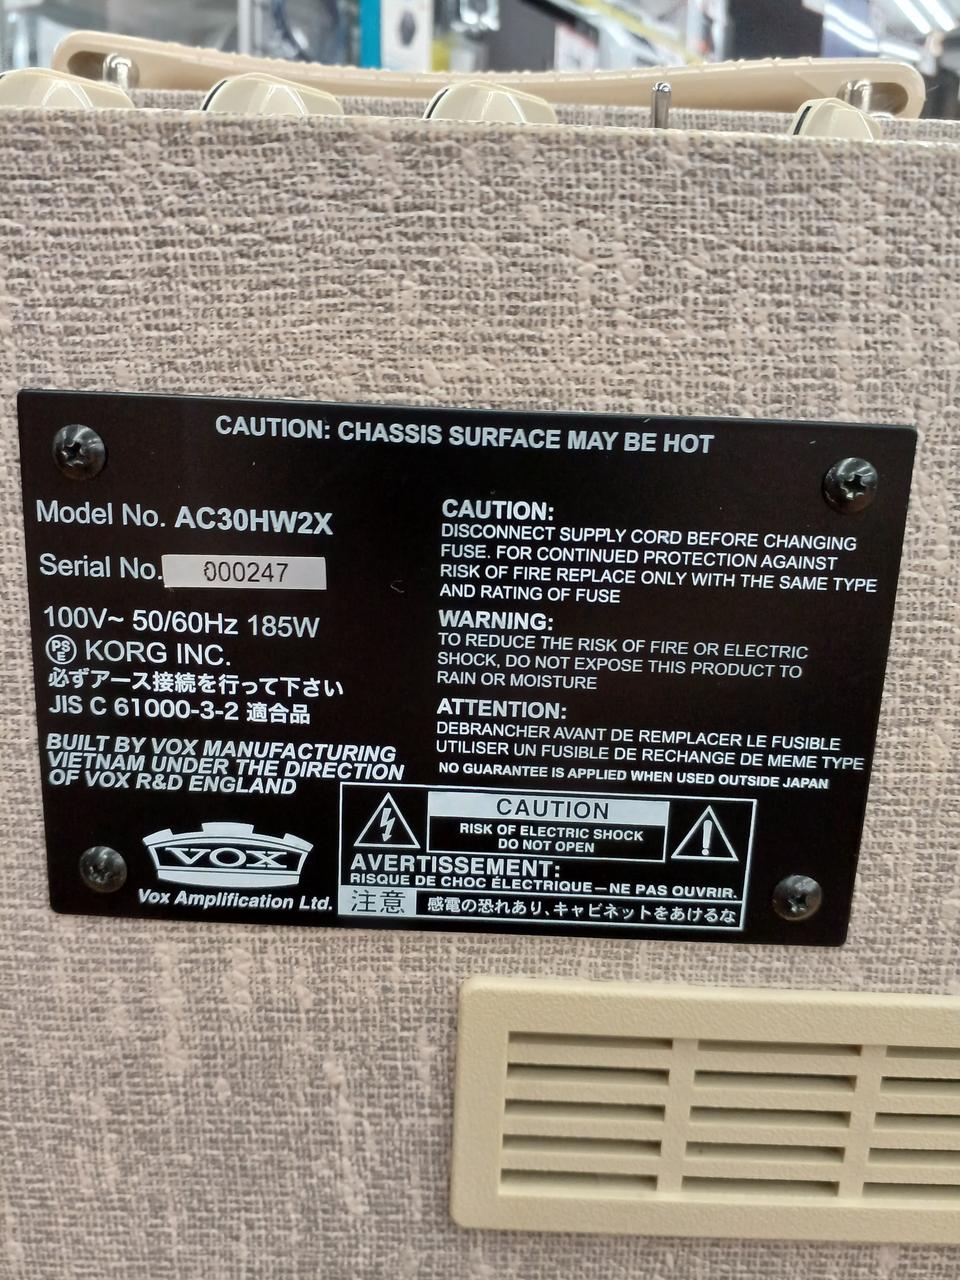 CAUTION: CHASSIS SURFACE MAY BE HOT
Model No. AC30HW2X
Serial No. 000247
100V~ 50/60Hz 185W
PS
E KORG INC.
必ずアース接続を行って下さい
JIS C 61000-3-2 適合品
BUILT BY VOX MANUFACTURING
VIETNAM UNDER THE DIRECTION
OF VOX R&D ENGLAND
VOX
Vox Amplification Ltd.
CAUTION:
DISCONNECT SUPPLY CORD BEFORE CHANGING
FUSE. FOR CONTINUED PROTECTION AGAINST
RISK OF FIRE REPLACE ONLY WITH THE SAME TYPE
AND RATING OF FUSE
WARNING:
TO REDUCE THE RISK OF FIRE OR ELECTRIC
SHOCK, DO NOT EXPOSE THIS PRODUCT TO
RAIN OR MOISTURE
ATTENTION:
DEBRANCHER AVANT DE REMPLACER LE FUSIBLE
UTILISER UN FUSIBLE DE RECHANGE DE MEME TYPE
NO GUARANTEE IS APPLIED WHEN USED OUTSIDE JAPAN
CAUTION
RISK OF ELECTRIC SHOCK
DO NOT OPEN
AVERTISSEMENT:
RISQUE DE CHOC ÉLECTRIQUE—NE PAS OUVRIR.
注意 感電の恐れあり、キャビネットをあけるな